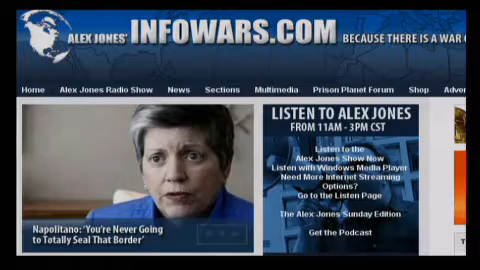 ALEX JONES' INFOWARS.COM BECAUSE THERE IS A WAR
Home Alex Jones Radio Show News Sections Multimedia Prison Planet Forum Shop Adver
LISTEN TO ALEX JONES
FROM 11AM - 3PM CST
Listen to the
Alex Jones Show Now
Listen with Windows Media Player
Need More Internet Streaming
Options?
Go to the Listen Page
The Alex Jones Sunday Edition
Get the Podcast
Napolitano: 'You're Never Going
to Totally Seal That Border'